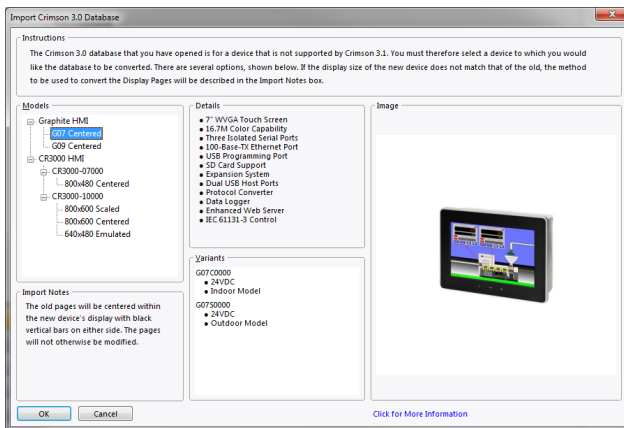 Import Crimson 3.0 Database
Instructions
The Crimson 3.0 database that you have opened is for a device that is not supported by Crimson 3.1. You must therefore select a device to which you would
like the database to be converted. There are several options, shown below. If the display size of the new device does not match that of the old, the method
to be used to convert the Display Pages will be described in the Import Notes box.
Models
Graphite HMI
G07 Centered
G09 Centered
CR3000 HMI
CR3000-07000
800x480 Centered
CR3000-10000
800x600 Scaled
800x600 Centered
640x480 Emulated
Import Notes
The old pages will be centered within
the new device's display with black
vertical bars on either side. The pages
will not otherwise be modified.
Details
• 7" WVGA Touch Screen
• 16.7M Color Capability
• Three Isolated Serial Ports
• 100-Base-TX Ethernet Port
• USB Programming Port
• SD Card Support
• Expansion System
• Dual USB Host Ports
• Protocol Converter
• Data Logger
• Enhanced Web Server
• IEC 61131-3 Control
Variants
G07C0000
• 24VDC
• Indoor Model
G07S0000
• 24VDC
• Outdoor Model
Image
OK
Cancel
Click for More Information